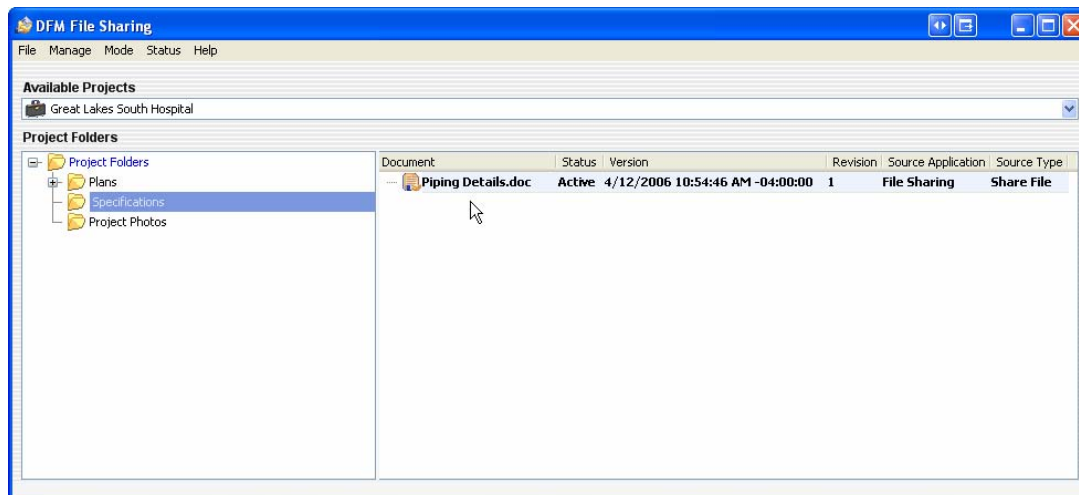 DFM File Sharing
File Manage Mode Status Help
Available Projects
Great Lakes South Hospital
Project Folders
Project Folders
Plans
Specifications
Project Photos
Document Status Version Revision Source Application Source Type
Piping Details.doc Active 4/12/2006 10:54:46 AM -04:00:00 1 File Sharing Share File